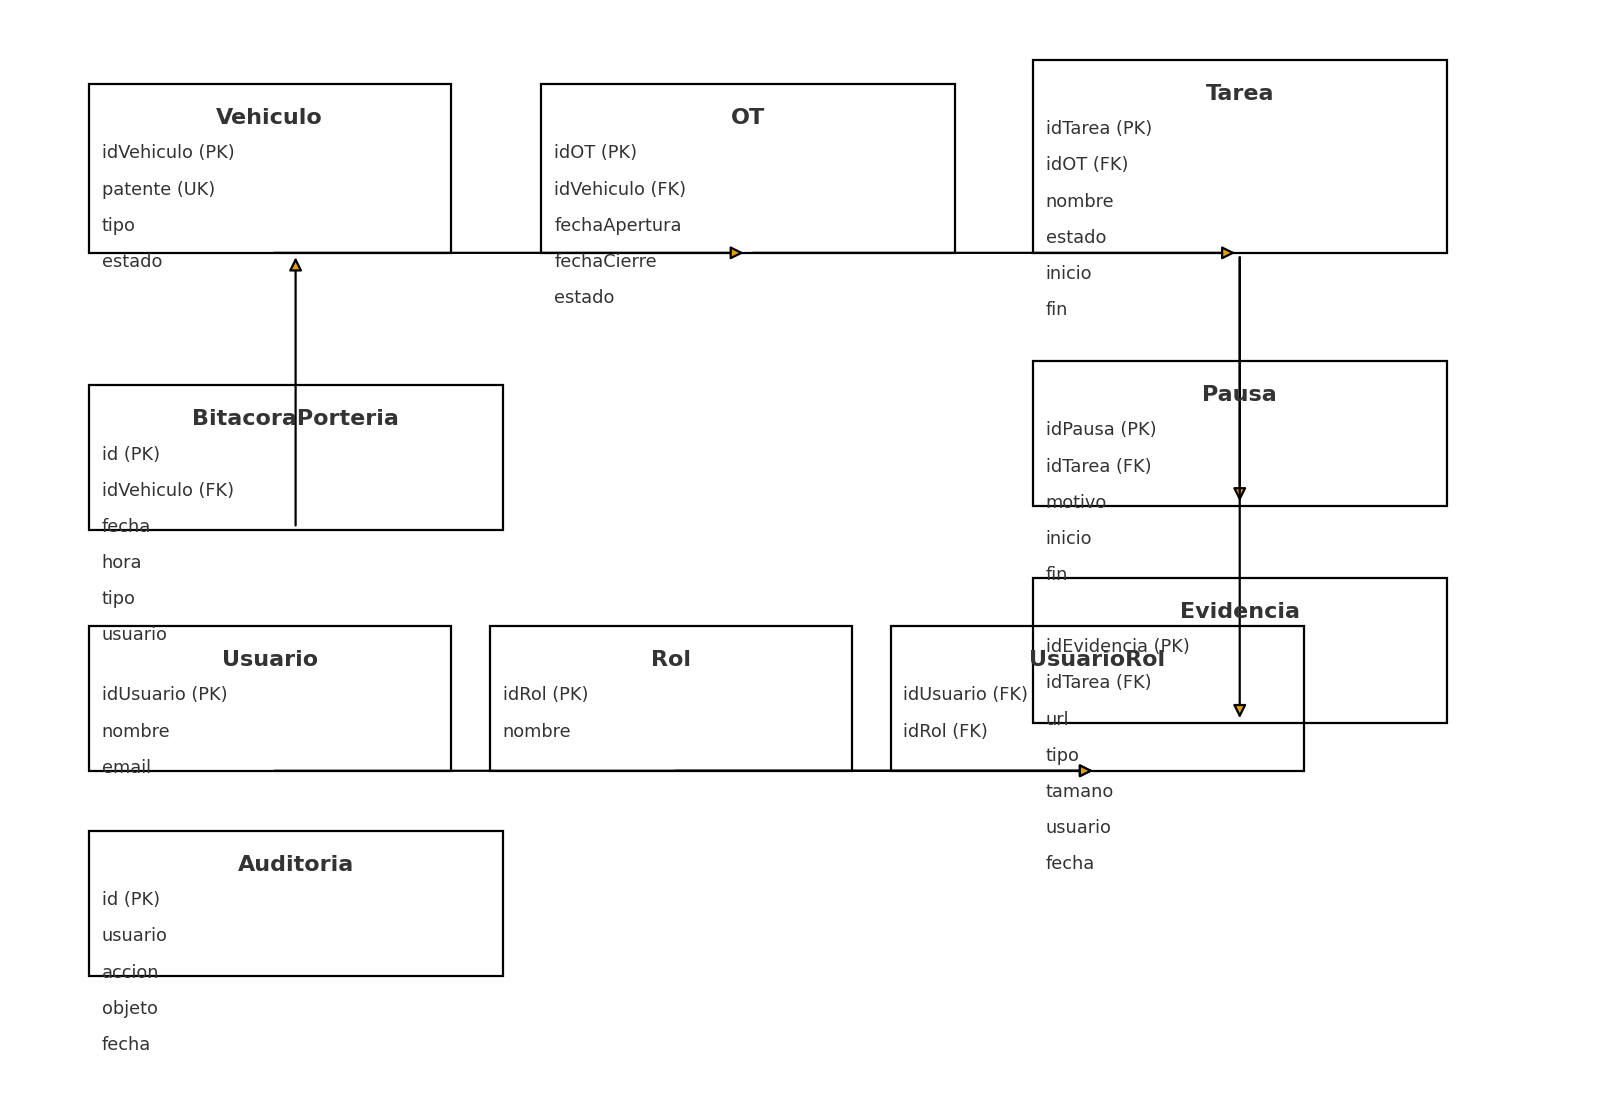 Vehiculo
idVehiculo (PK)
patente (UK)
tipo
estado
OT
idOT (PK)
idVehiculo (FK)
fechaApertura
fechaCierre
estado
Tarea
idTarea (PK)
idOT (FK)
nombre
estado
inicio
fin
BitacoraPorteria
id (PK)
idVehiculo (FK)
fecha
hora
tipo
usuario
Pausa
idPausa (PK)
idTarea (FK)
motivo
inicio
fin
Evidencia
idEvidencia (PK)
idTarea (FK)
url
tipo
tamano
usuario
fecha
Usuario
idUsuario (PK)
nombre
email
Rol
idRol (PK)
nombre
UsuarioRol
idUsuario (FK)
idRol (FK)
Auditoria
id (PK)
usuario
accion
objeto
fecha